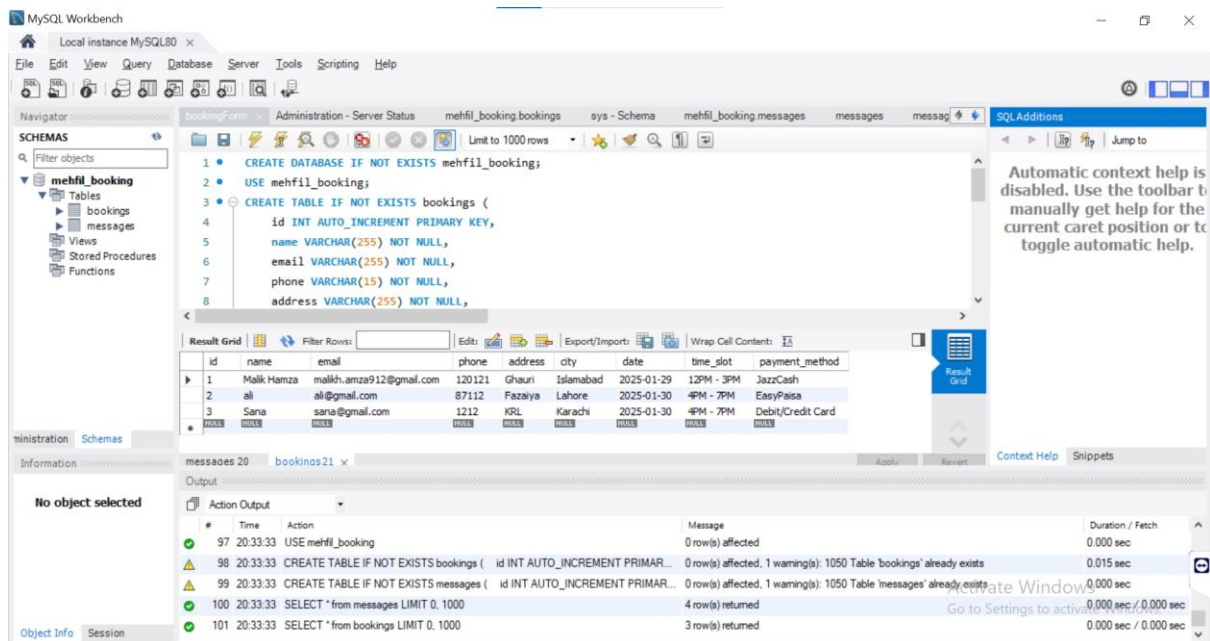 MySQL Workbench
Local instance MySQL80 ×
File Edit View Query Database Server Tools Scripting Help
Navigator
SCHEMAS
Filter objects
mehfil_booking
Tables
bookings
messages
Views
Stored Procedures
Functions
ministration Schemas
Information
No object selected
Object Info Session
bookingForm × Administration - Server Status mehfil_booking.bookings sys - Schema mehfil_booking.messages messages messag
Limit to 1000 rows
1 CREATE DATABASE IF NOT EXISTS mehfil_booking;
2 USE mehfil_booking;
3 CREATE TABLE IF NOT EXISTS bookings (
4 id INT AUTO_INCREMENT PRIMARY KEY,
5 name VARCHAR(255) NOT NULL,
6 email VARCHAR(255) NOT NULL,
7 phone VARCHAR(15) NOT NULL,
8 address VARCHAR(255) NOT NULL,
Result Grid Filter Rows: Edit: Export/Import: Wrap Cell Content:
id name email phone address city date time_slot payment_method
1 Malik Hamza malikh.amza912@gmail.com 120121 Ghauri Islamabad 2025-01-29 12PM - 3PM JazzCash
2 ali ali@gmail.com 87112 Fazaiya Lahore 2025-01-30 4PM - 7PM EasyPaisa
3 Sana sana@gmail.com 1212 KRL Karachi 2025-01-30 4PM - 7PM Debit/Credit Card
NULL NULL NULL NULL NULL NULL NULL NULL NULL
Result Grid
messages 20 bookings21 × Apply Revert
SQLAdditions
Jump to
Automatic context help is
disabled. Use the toolbar t
manually get help for the
current caret position or to
toggle automatic help.
Context Help Snippets
Output
Action Output
# Time Action Message Duration / Fetch
97 20:33:33 USE mehfil_booking 0 row(s) affected 0.000 sec
98 20:33:33 CREATE TABLE IF NOT EXISTS bookings ( id INT AUTO_INCREMENT PRIMAR... 0 row(s) affected, 1 warning(s): 1050 Table 'bookings' already exists 0.015 sec
99 20:33:33 CREATE TABLE IF NOT EXISTS messages ( id INT AUTO_INCREMENT PRIMAR... 0 row(s) affected, 1 warning(s): 1050 Table 'messages' already exists 0.000 sec
100 20:33:33 SELECT * from messages LIMIT 0, 1000 4 row(s) returned 0.000 sec / 0.000 sec
101 20:33:33 SELECT * from bookings LIMIT 0, 1000 3 row(s) returned 0.000 sec / 0.000 sec
Activate Windows
Go to Settings to activate Windows.